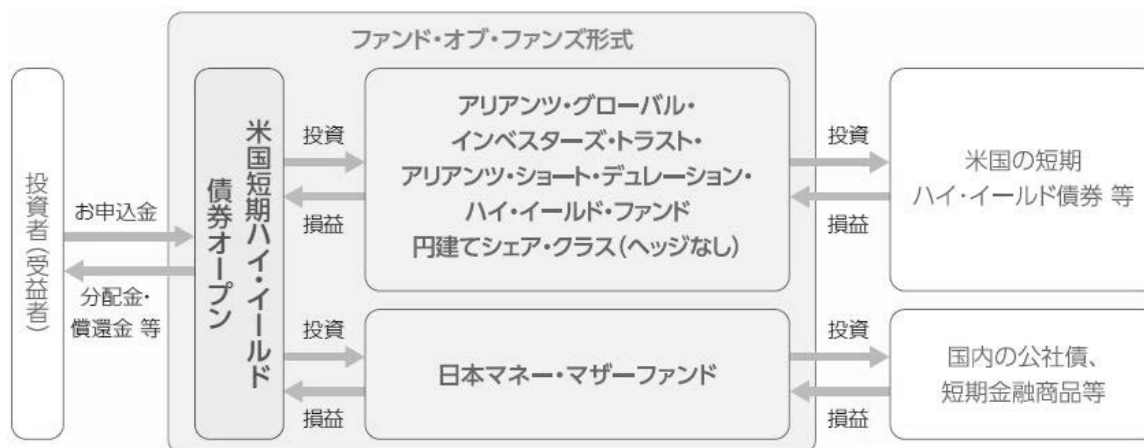 ファンド・オブ・ファンズ形式
投資者(受益者)
お申込金
分配金・
償還金 等
米国短期ハイ・イールド
債券オープン
投資
損益
アリアンツ・グローバル・
インベスターズ・トラスト・
アリアンツ・ショート・デュレーション・
ハイ・イールド・ファンド
円建てシェア・クラス(ヘッジなし)
投資
損益
米国の短期
ハイ・イールド債券 等
投資
損益
日本マネー・マザーファンド
投資
損益
国内の公社債、
短期金融商品等